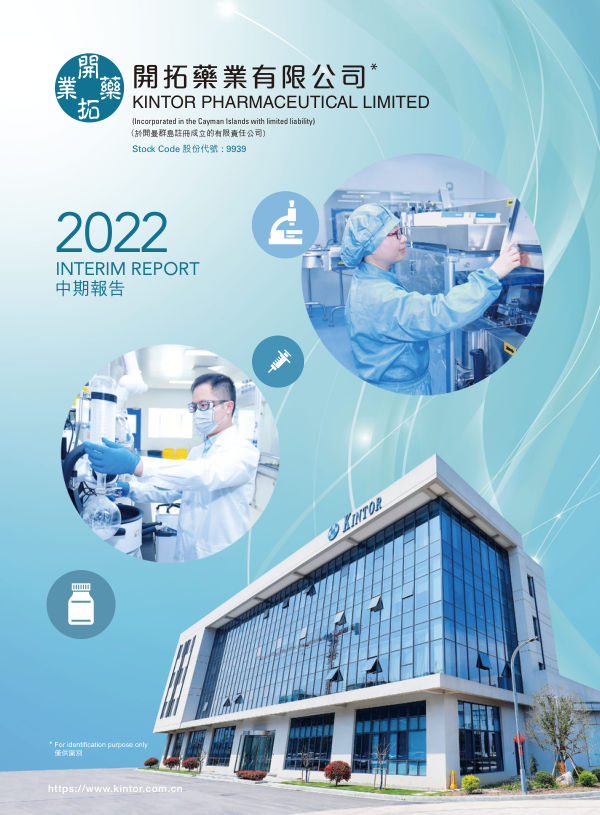 開拓藥業
開拓藥業有限公司*
KINTOR PHARMACEUTICAL LIMITED
(Incorporated in the Cayman Islands with limited liability)
(於開曼群島註冊成立的有限責任公司)
Stock Code 股份代號 : 9939
2022
INTERIM REPORT
中期報告
KINTOR
* For identification purpose only
僅供識別
https://www.kintor.com.cn